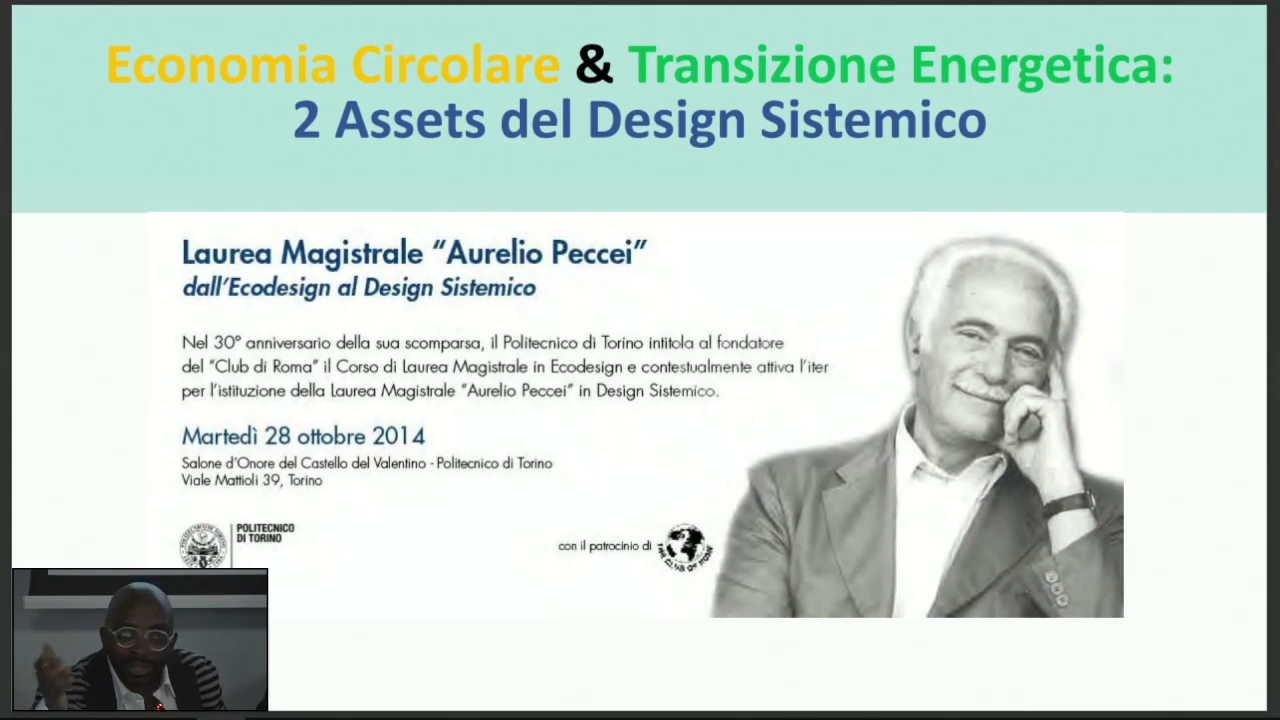 Economia Circolare & Transizione Energetica:
2 Assets del Design Sistemico
Laurea Magistrale “Aurelio Peccei”
dall’Ecodesign al Design Sistemico
Nel 30° anniversario della sua scomparsa, il Politecnico di Torino intitola al fondatore
del “Club di Roma” il Corso di Laurea Magistrale in Ecodesign e contestualmente attiva l’iter
per l’istituzione della Laurea Magistrale “Aurelio Peccei” in Design Sistemico.
Martedì 28 ottobre 2014
Salone d’Onore del Castello del Valentino - Politecnico di Torino
Viale Mattioli 39, Torino
POLITECNICO
DI TORINO
con il patrocinio di
THE CLUB OF ROME